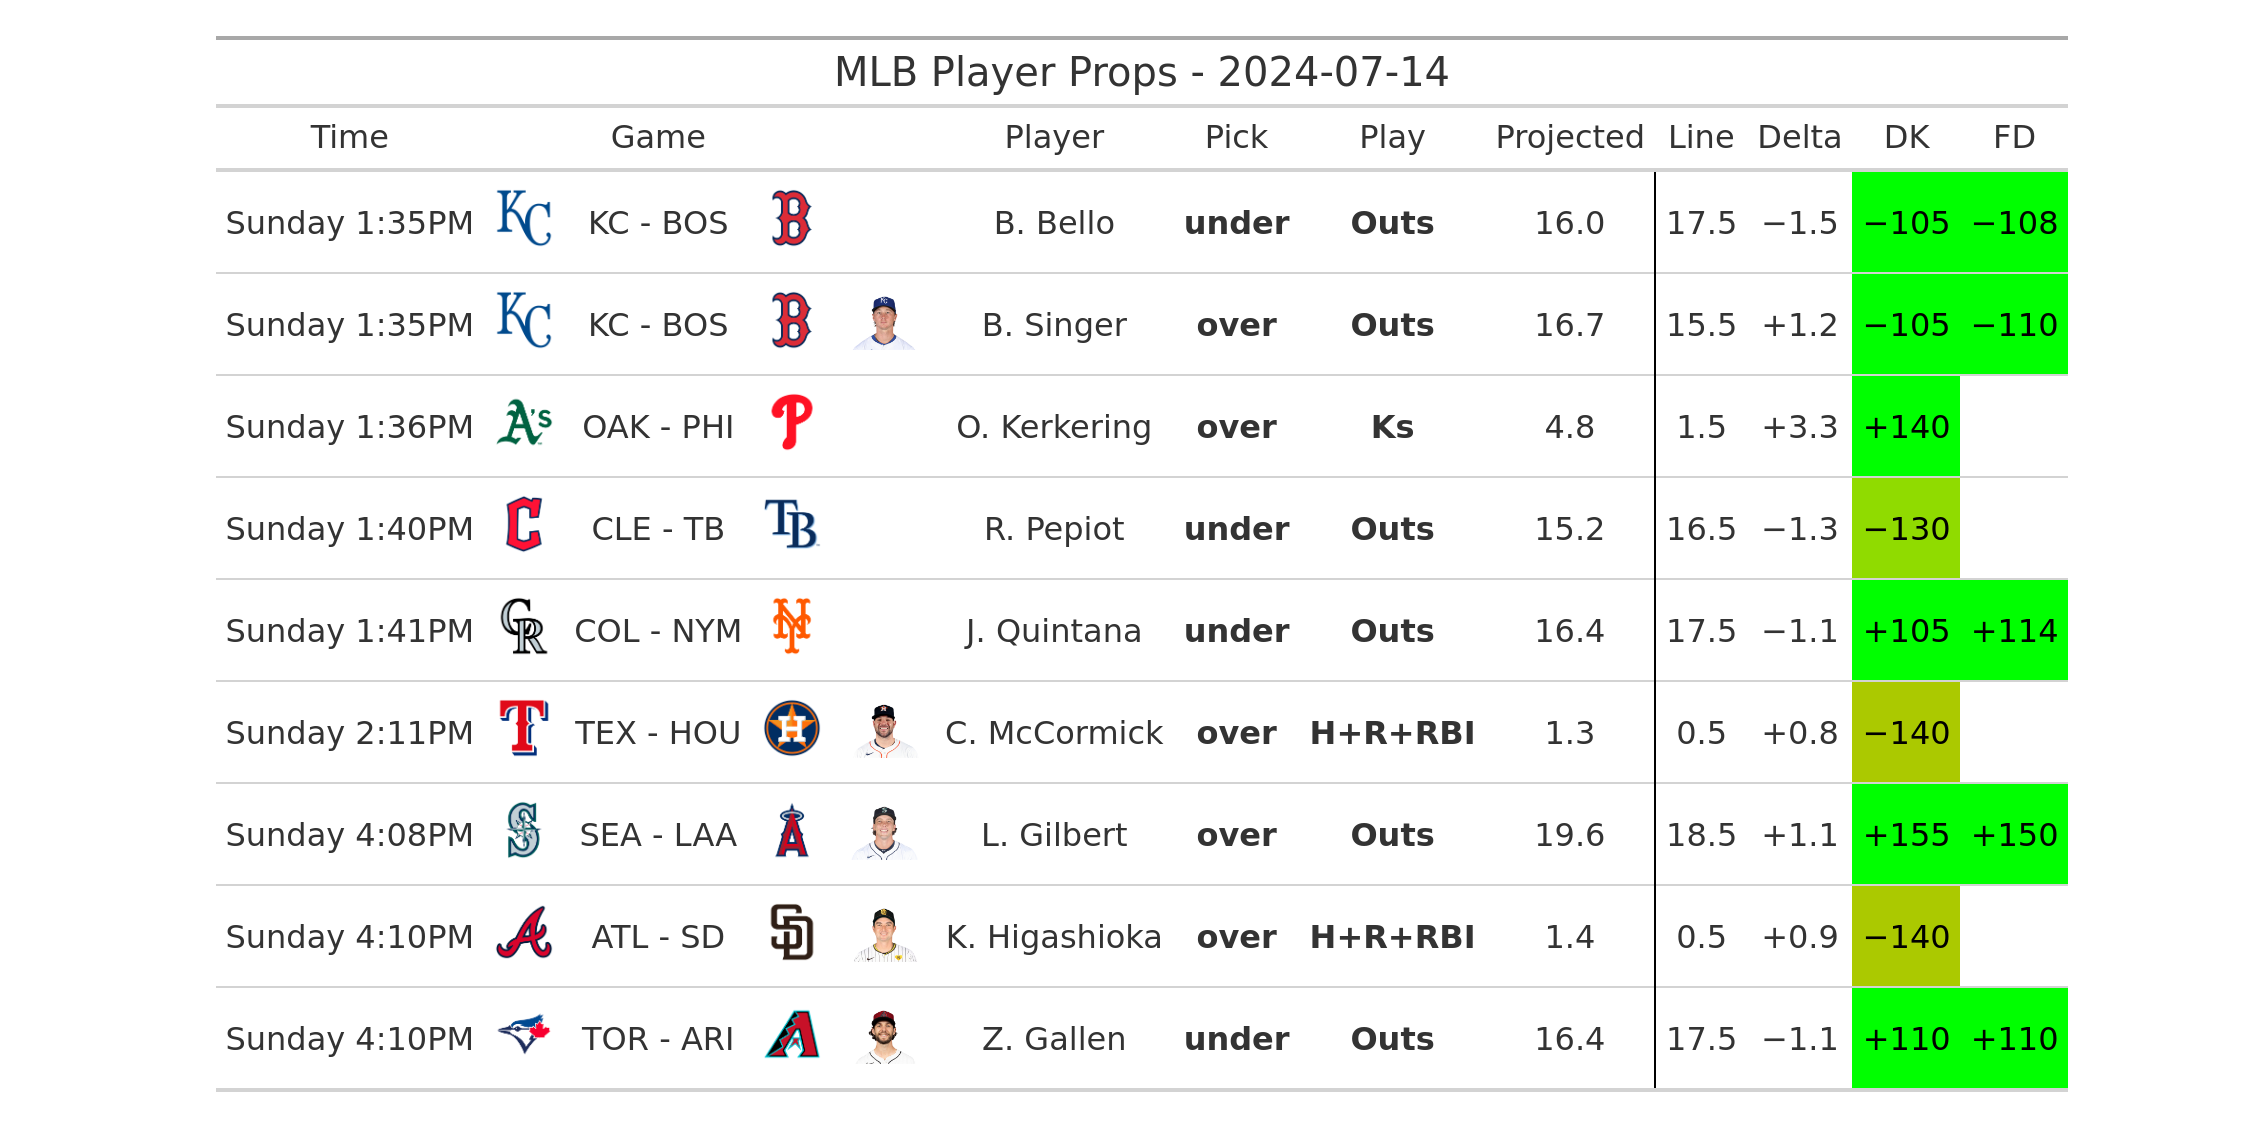 MLB Player Props - 2024-07-14
Time Game Player Pick Play Projected Line Delta DK FD
Sunday 1:35PM KC KC - BOS B B. Bello under Outs 16.0 17.5 −1.5 −105 −108
Sunday 1:35PM KC KC - BOS B B. Singer over Outs 16.7 15.5 +1.2 −105 −110
Sunday 1:36PM A's OAK - PHI P O. Kerkering over Ks 4.8 1.5 +3.3 +140
Sunday 1:40PM C CLE - TB TB R. Pepiot under Outs 15.2 16.5 −1.3 −130
Sunday 1:41PM CR COL - NYM NY J. Quintana under Outs 16.4 17.5 −1.1 +105 +114
Sunday 2:11PM T TEX - HOU H C. McCormick over H+R+RBI 1.3 0.5 +0.8 −140
Sunday 4:08PM S SEA - LAA A L. Gilbert over Outs 19.6 18.5 +1.1 +155 +150
Sunday 4:10PM A ATL - SD SD K. Higashioka over H+R+RBI 1.4 0.5 +0.9 −140
Sunday 4:10PM TOR - ARI A Z. Gallen under Outs 16.4 17.5 −1.1 +110 +110